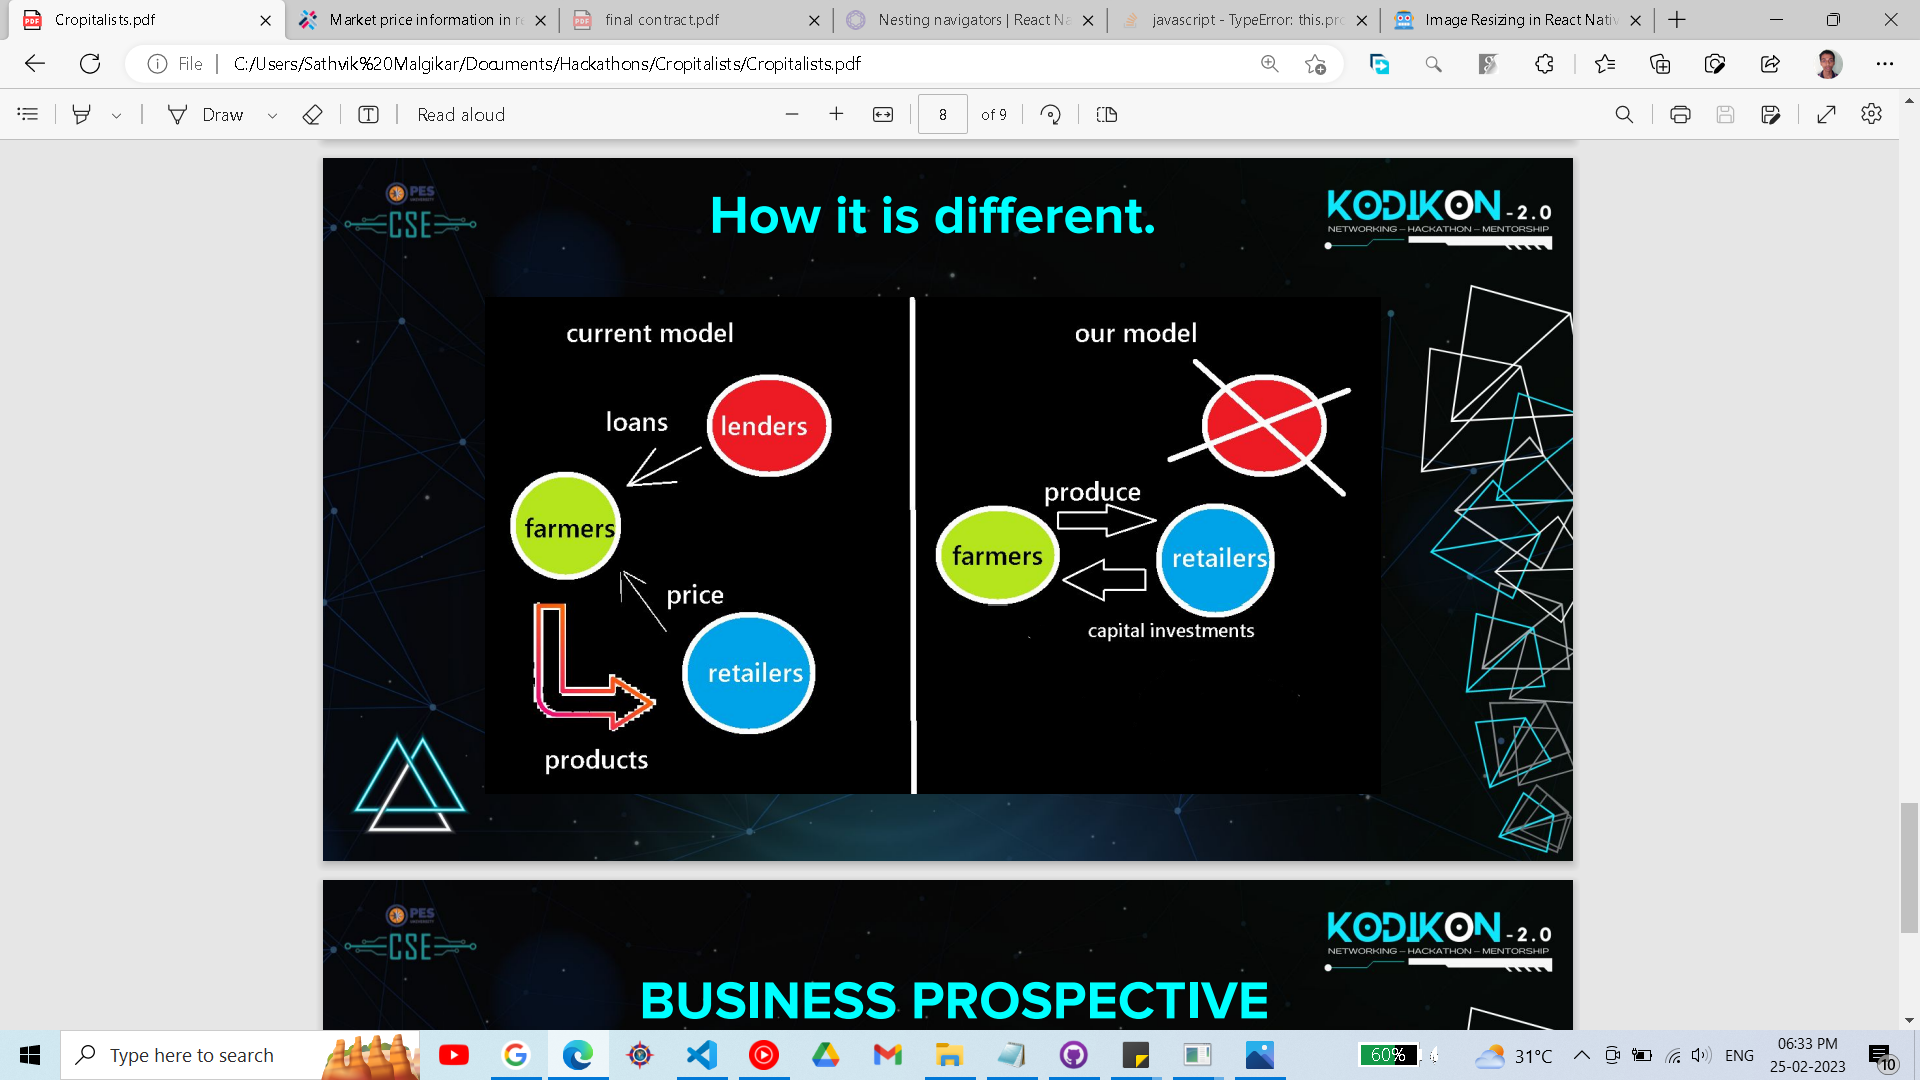 Cropitalists.pdf
Market price information in r
final contract.pdf
Nesting navigators | React Na
javascript - TypeError: this.pro
Image Resizing in React Nativ
File
C:/Users/Sathvik%20Malgikar/Documents/Hackathons/Cropitalists/Cropitalists.pdf
Draw
Read aloud
8
of 9
PES
UNIVERSITY
CSE
How it is different.
KODIKON - 2.0
NETWORKING – HACKATHON – MENTORSHIP
current model
our model
loans
lenders
farmers
price
retailers
products
produce
farmers
retailers
capital investments
PES
UNIVERSITY
CSE
KODIKON - 2.0
NETWORKING – HACKATHON – MENTORSHIP
BUSINESS PROSPECTIVE
Type here to search
60%
31°C
ENG
06:33 PM
25-02-2023
10